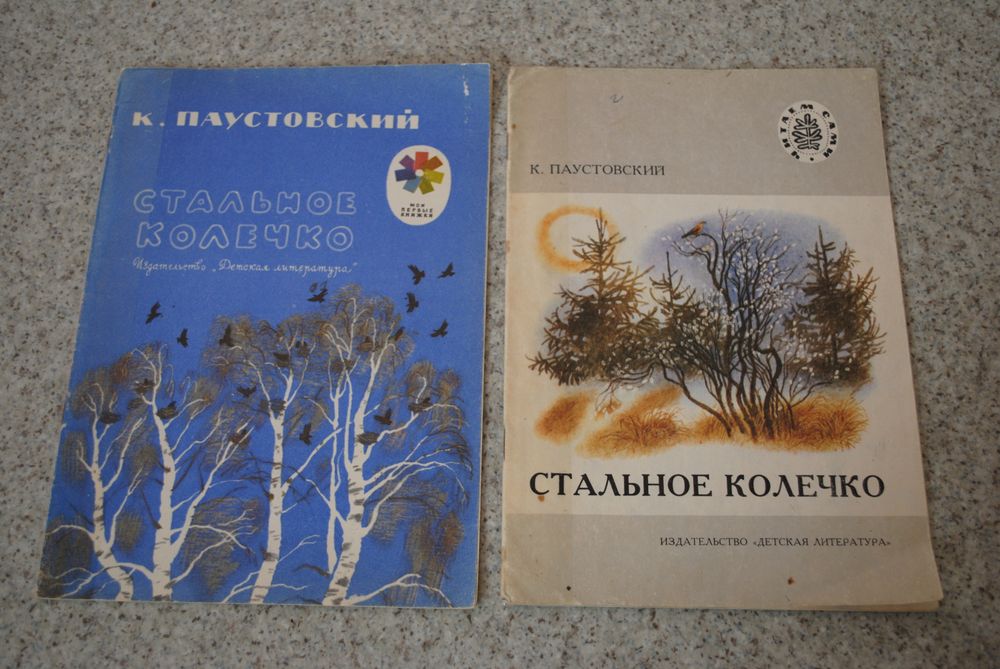 К. ПАУСТОВСКИЙ
СТАЛЬНОЕ
КОЛЕЧКО
Издательство „Детская литература"
МОИ
ПЕРВЫЕ
КНИЖКИ
ЧИТАЕМ САМИ
К. ПАУСТОВСКИЙ
СТАЛЬНОЕ КОЛЕЧКО
ИЗДАТЕЛЬСТВО «ДЕТСКАЯ ЛИТЕРАТУРА»